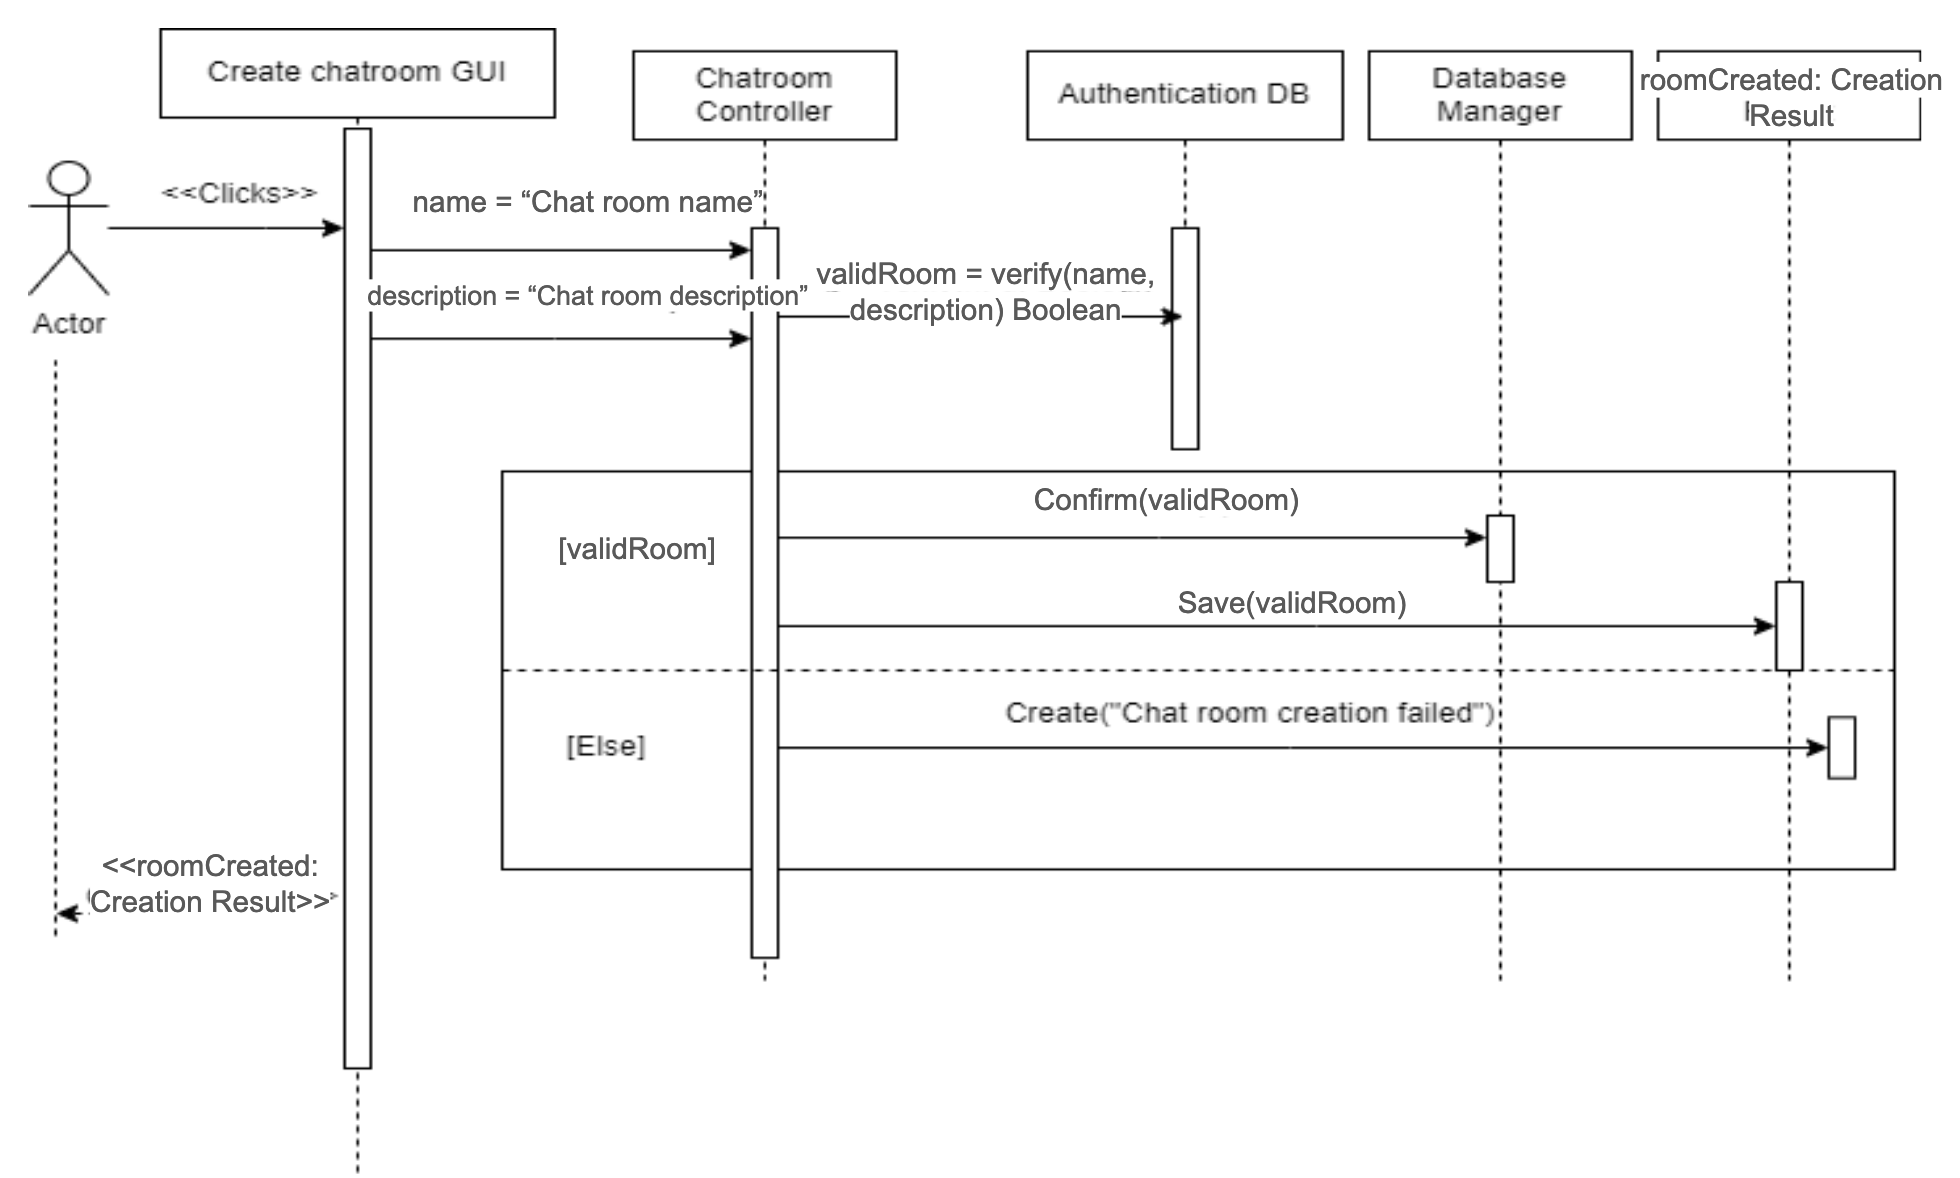 Create chatroom GUI
Chatroom
Controller
Authentication DB
Database
Manager
roomCreated: Creation
Result
<<Clicks>>
name = “Chat room name”
validRoom = verify(name,
description) Boolean
description = “Chat room description”
Actor
Confirm(validRoom)
[validRoom]
Save(validRoom)
Create("Chat room creation failed")
[Else]
<<roomCreated:
Creation Result>>